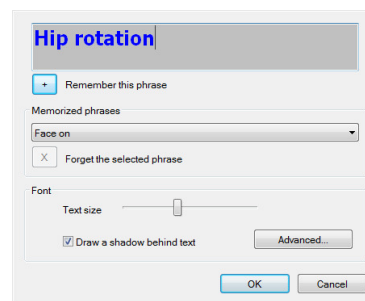 Hip rotation
+ Remember this phrase
Memorized phrases
Face on
X Forget the selected phrase
Font
Text size
Draw a shadow behind text
Advanced...
OK Cancel